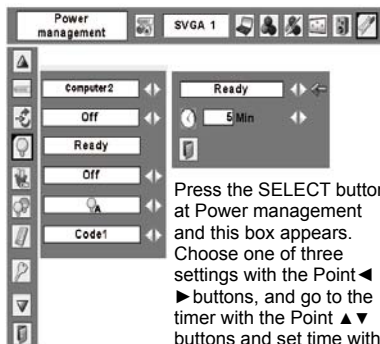 Power
management
SVGA 1
Computer2
Off
Ready
Off
A
Code1
Ready
5 Min
Press the SELECT button
at Power management
and this box appears.
Choose one of three
settings with the Point◄
►buttons, and go to the
timer with the Point ▲▼
buttons and set time with